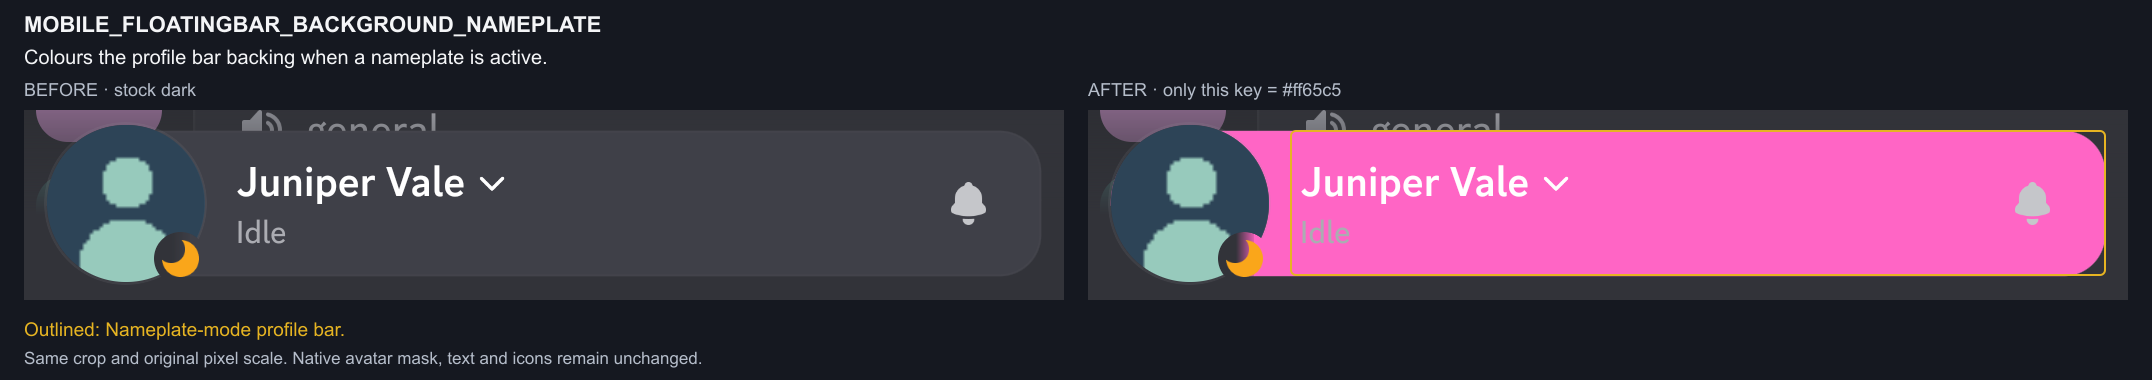 MOBILE_FLOATINGBAR_BACKGROUND_NAMEPLATE
Colours the profile bar backing when a nameplate is active.
BEFORE · stock dark
AFTER · only this key = #ff65c5
general
general
Juniper Vale
Idle
Juniper Vale
Idle
Outlined: Nameplate-mode profile bar.
Same crop and original pixel scale. Native avatar mask, text and icons remain unchanged.